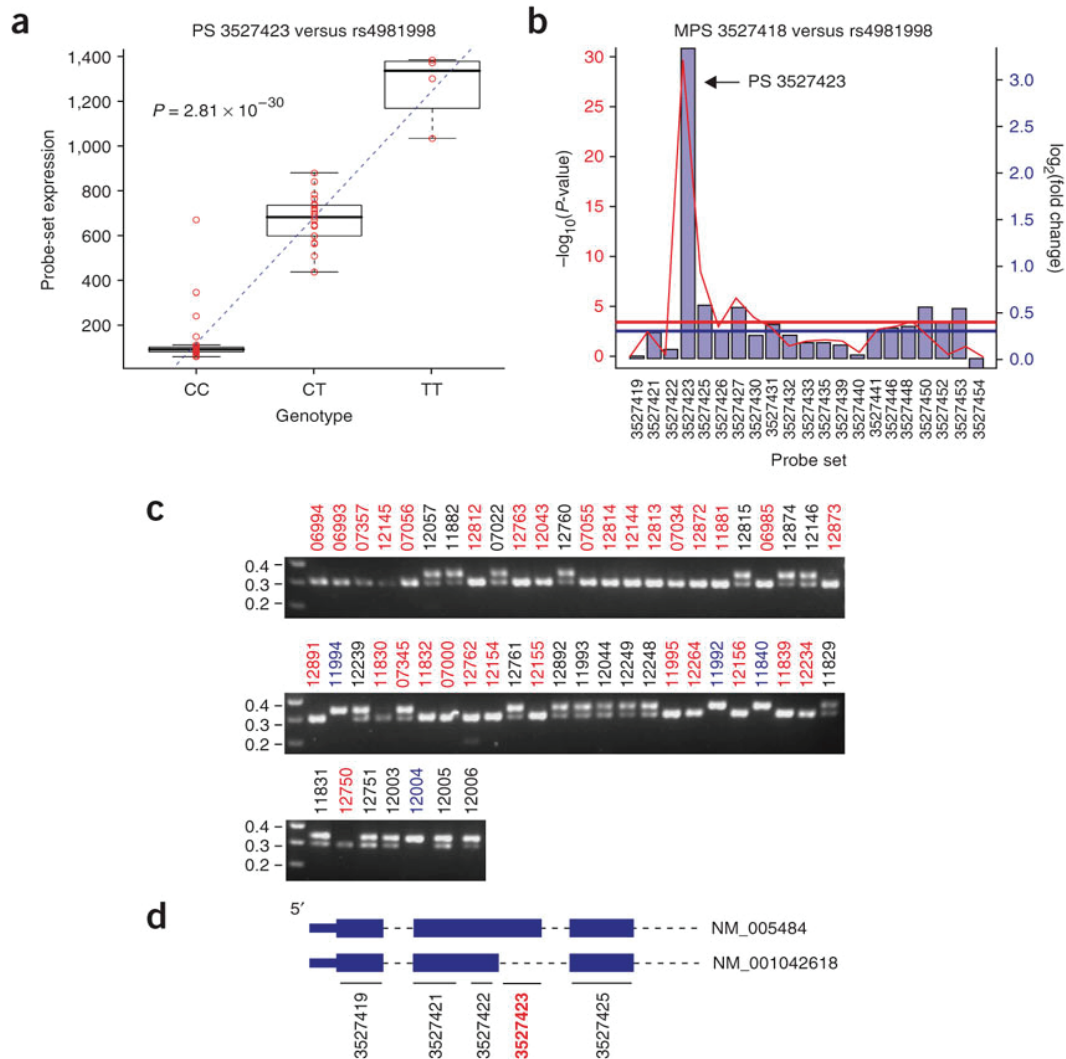 a
PS 3527423 versus rs4981998
1,400
1,200
1,000
800
600
400
200
Probe-set expression
P = 2.81 × 10−30
CC
CT
TT
Genotype
b
MPS 3527418 versus rs4981998
30
25
20
15
10
5
0
–log10(P-value)
PS 3527423
3.0
2.5
2.0
1.5
1.0
0.5
0.0
log2(fold change)
3527419
3527421
3527422
3527423
3527425
3527426
3527427
3527430
3527431
3527432
3527433
3527435
3527439
3527440
3527441
3527446
3527448
3527450
3527452
3527453
3527454
Probe set
c
06994 06993 07357 12145 07056 12057 11882 12812 07022 12763 12043 12760 07055 12814 12144 12813 07034 12872 11881 12815 06985 12874 12146 12873
0.4
0.3
0.2
12891 11994 12239 11830 07345 11832 07000 12762 12154 12761 12155 12892 11993 12044 12249 12248 11995 12264 11992 12156 11840 11839 12234 11829
0.4
0.3
0.2
11831 12750 12751 12003 12004 12005 12006
0.4
0.3
0.2
d
5′
NM_005484
NM_001042618
3527419
3527421
3527422
3527423
3527425